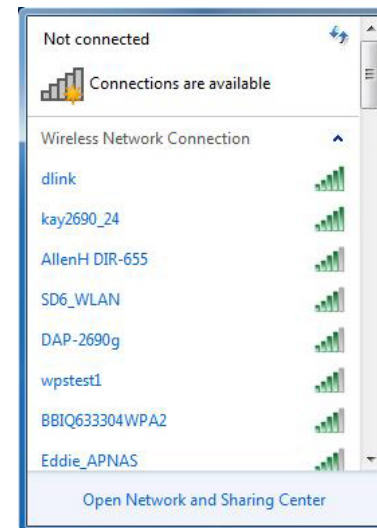 Not connected
Connections are available
Wireless Network Connection
dlink
kay2690_24
AllenH DIR-655
SD6_WLAN
DAP-2690g
wpstest1
BBIQ633304WPA2
Eddie_APNAS
Open Network and Sharing Center